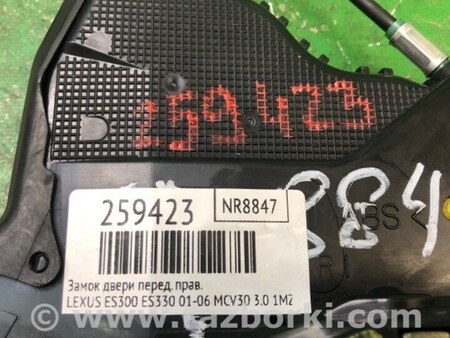 259423
884
259423
NR8847
ABS
Замок двери перед. прав.
LEXUS ES300 ES330 01-06 MCV30 3.0 1MZ
www.razborki.com